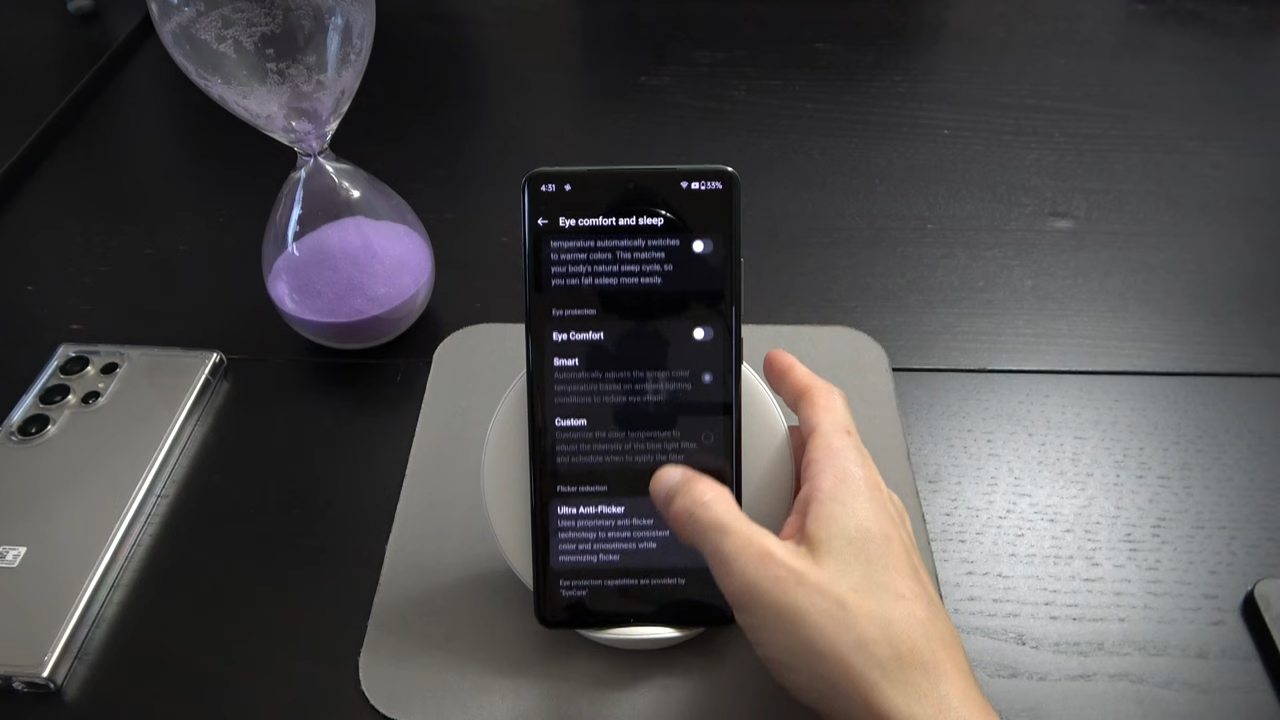 4:31 33%
Eye comfort and sleep
temperature automatically switches
to warmer colors. This matches
your body's natural sleep cycle, so
you can fall asleep more easily.
Eye protection
Eye Comfort
Smart
Automatically adjusts the screen color
temperature based on ambient lighting
conditions to reduce eye strain.
Custom
Customize the color temperature to
adjust the intensity of the blue light filter,
and schedule when to apply the filter
Flicker reduction
Ultra Anti-Flicker
Uses proprietary anti-flicker
technology to ensure consistent
color and smoothness while
minimizing flicker
Eye protection capabilities are provided by
"EyeCare"